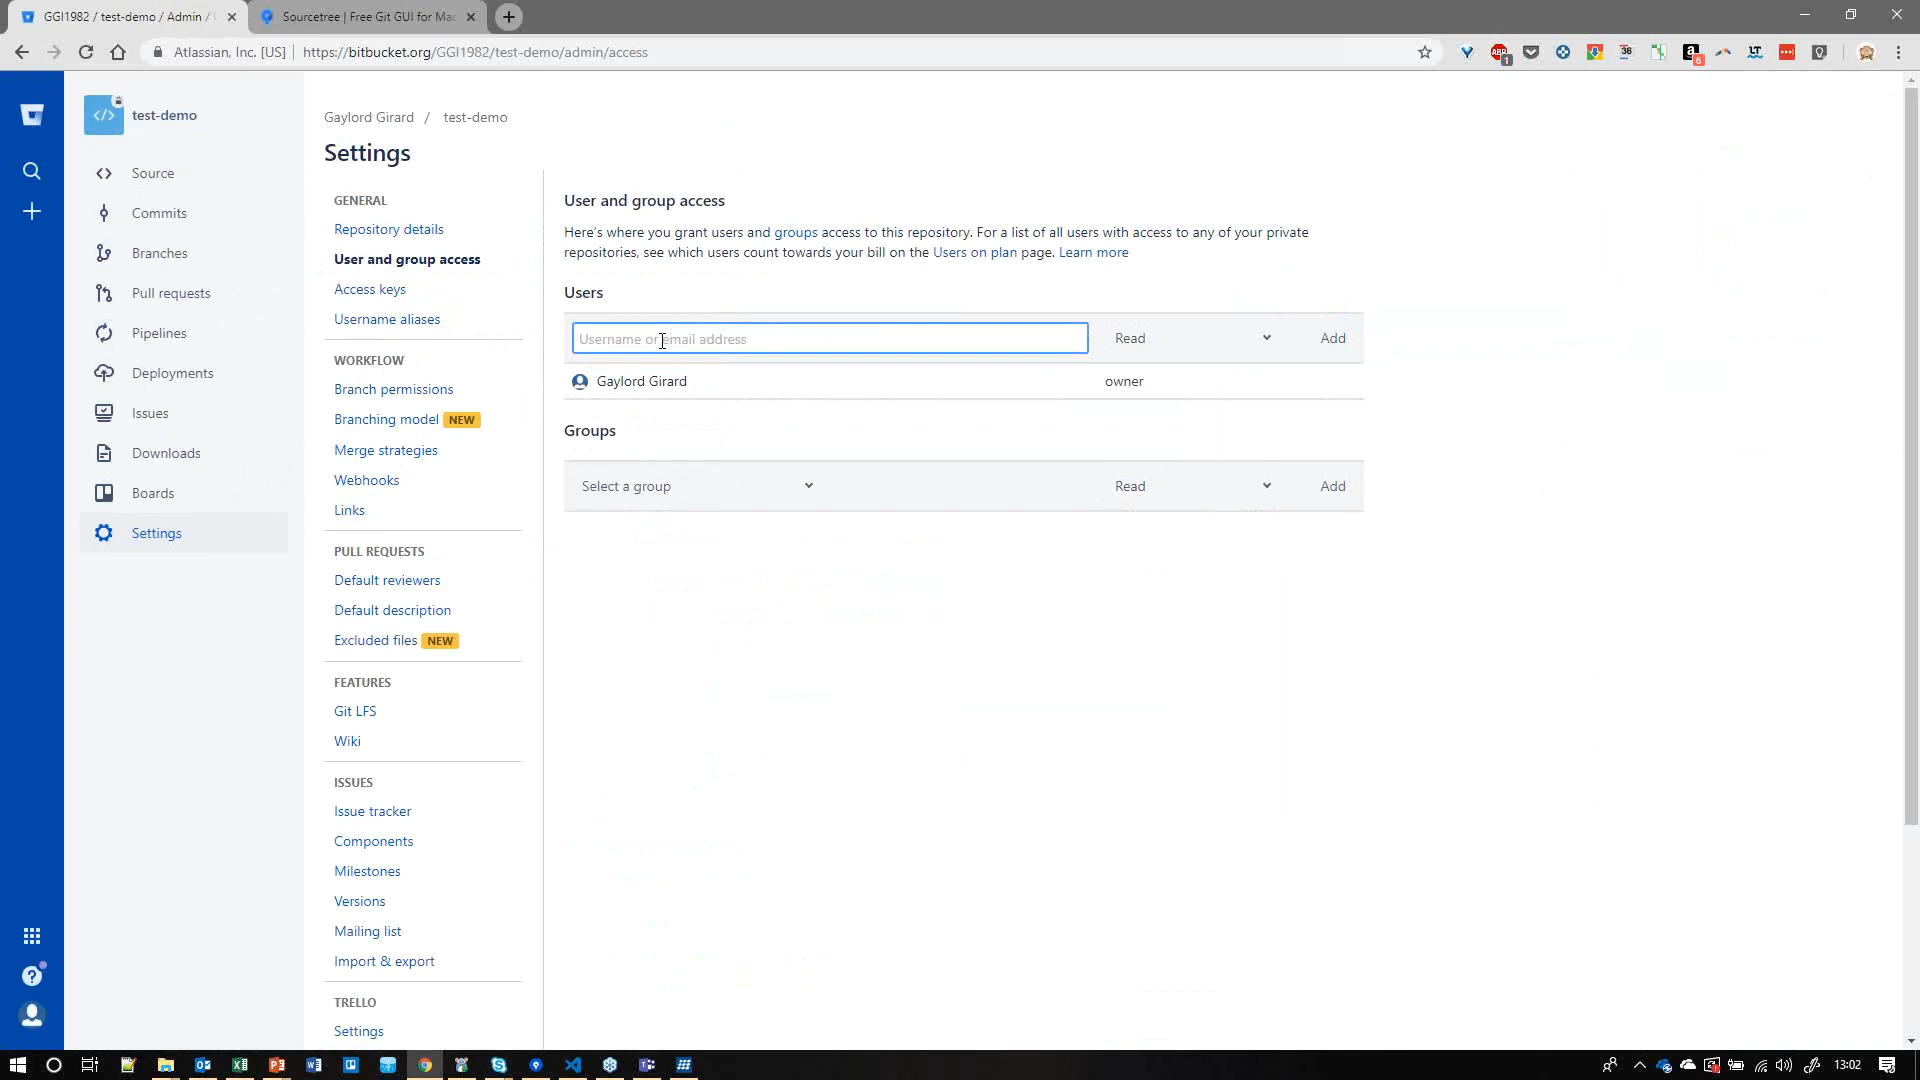 GGI1982 / test-demo / Admin /
Sourcetree | Free Git GUI for Mac
Atlassian, Inc. [US] | https://bitbucket.org/GGI1982/test-demo/admin/access
ABP
1
36
a
6
LT
</>
test-demo
Source
Commits
Branches
Pull requests
Pipelines
Deployments
Issues
Downloads
Boards
Settings
Gaylord Girard / test-demo
Settings
GENERAL
Repository details
User and group access
Access keys
Username aliases
WORKFLOW
Branch permissions
Branching model NEW
Merge strategies
Webhooks
Links
PULL REQUESTS
Default reviewers
Default description
Excluded files NEW
FEATURES
Git LFS
Wiki
ISSUES
Issue tracker
Components
Milestones
Versions
Mailing list
Import & export
TRELLO
Settings
User and group access
Here's where you grant users and groups access to this repository. For a list of all users with access to any of your private
repositories, see which users count towards your bill on the Users on plan page. Learn more
Users
Username or email address
Read
Add
Gaylord Girard
owner
Groups
Select a group
Read
Add
13:02